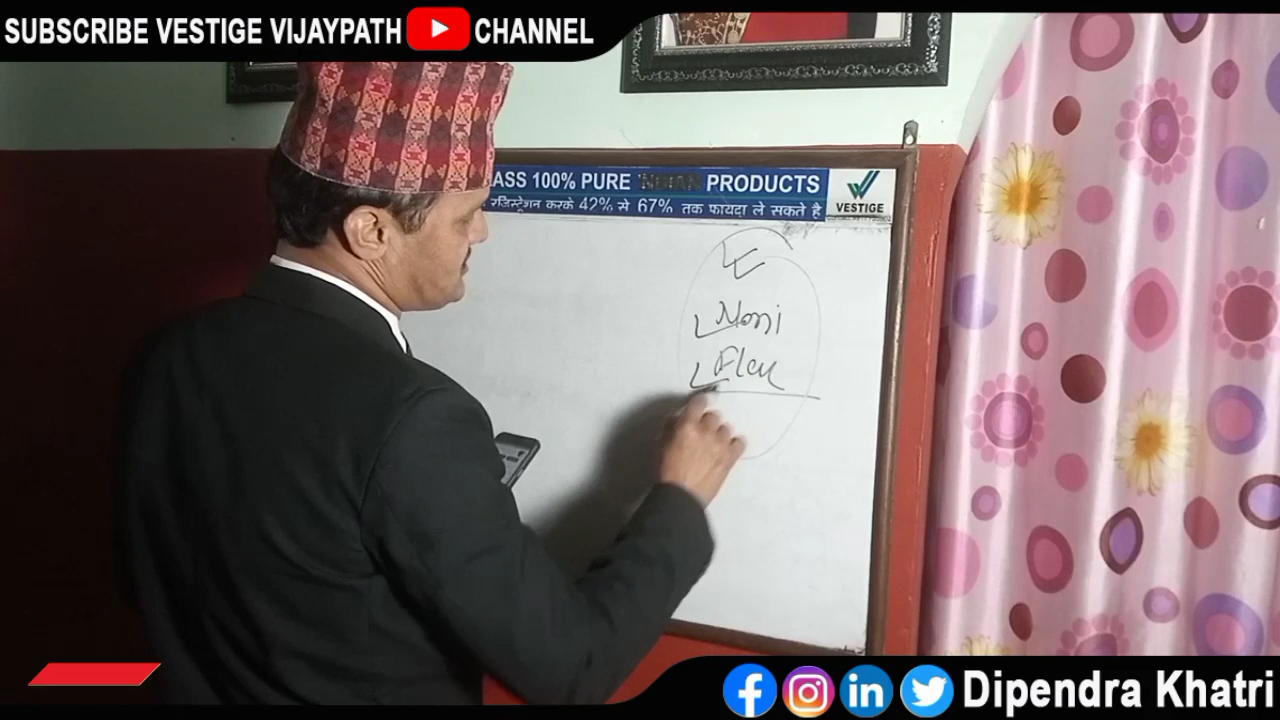 SUBSCRIBE VESTIGE VIJAYPATH CHANNEL
ASS 100% PURE INDIAN PRODUCTS
रजिस्ट्रेशन करके 42% से 67% तक फायदा ले सकते है
VESTIGE
Noni
Flax
Dipendra Khatri